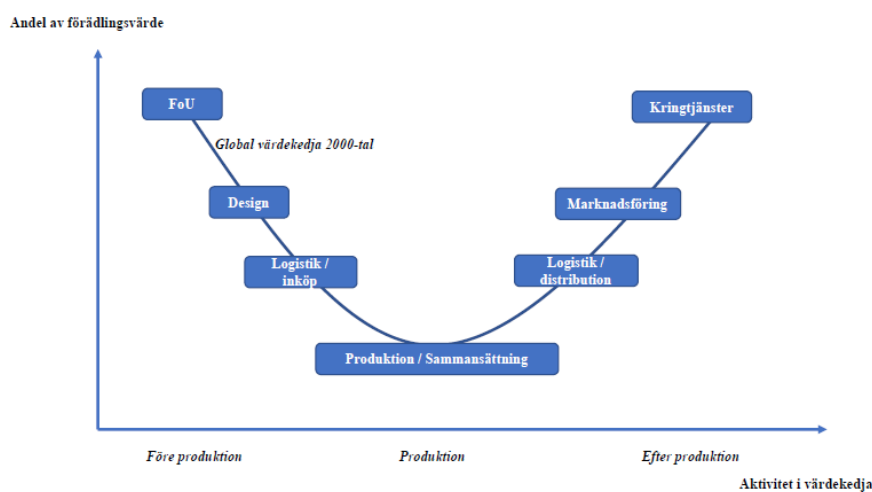 Andel av förädlingsvärde
FoU
Kringtjänster
Global värdekedja 2000-tal
Design
Marknadsföring
Logistik /
inköp
Logistik /
distribution
Produktion / Sammansättning
Före produktion
Produktion
Efter produktion
Aktivitet i värdekedja